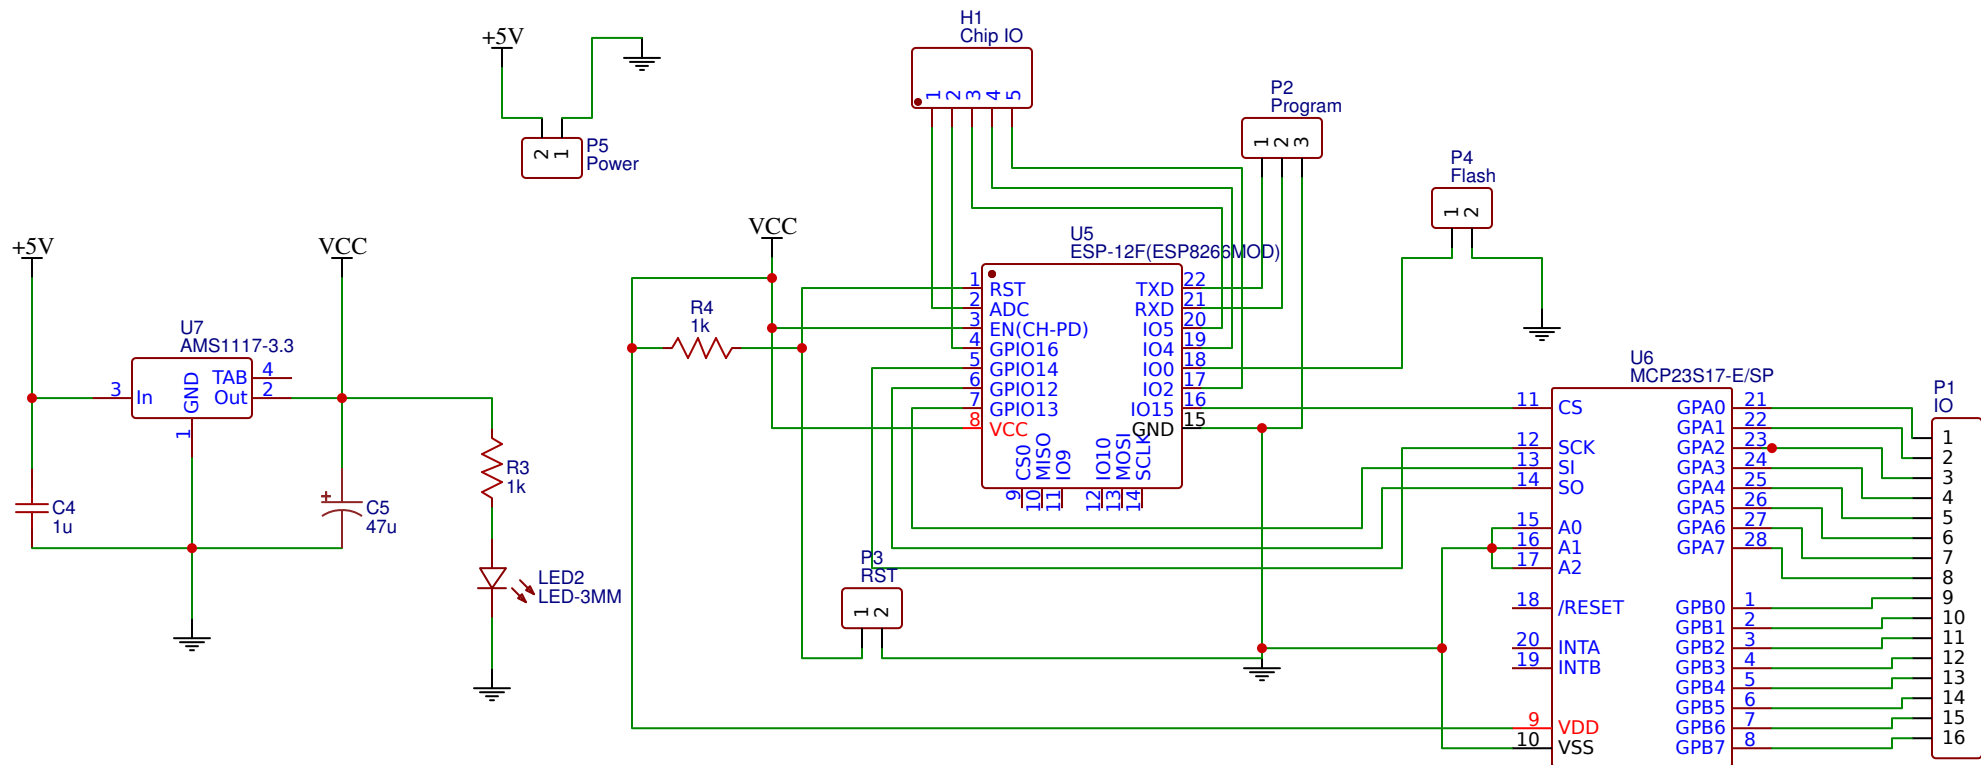 +5V
P5
Power
2
1
H1
Chip IO
1
2
3
4
5
P2
Program
1
2
3
P4
Flash
1
2
+5V
VCC
U7
AMS1117-3.3
3
In
GND
1
TAB
4
Out
2
C4
1u
C5
47u
R3
1k
LED2
LED-3MM
VCC
R4
1k
U5
ESP-12F(ESP8266MOD)
1 RST
2 ADC
3 EN(CH-PD)
4 GPIO16
5 GPIO14
6 GPIO12
7 GPIO13
8 VCC
TXD 22
RXD 21
IO5 20
IO4 19
IO0 18
IO2 17
IO15 16
GND 15
CS0 9
MISO 10
IO9 11
IO10 12
MOSI 13
SCLK 14
P3
RST
1
2
U6
MCP23S17-E/SP
11 CS
12 SCK
13 SI
14 SO
15 A0
16 A1
17 A2
18 /RESET
20 INTA
19 INTB
9 VDD
10 VSS
GPA0 21
GPA1 22
GPA2 23
GPA3 24
GPA4 25
GPA5 26
GPA6 27
GPA7 28
GPB0 1
GPB1 2
GPB2 3
GPB3 4
GPB4 5
GPB5 6
GPB6 7
GPB7 8
P1
IO
1
2
3
4
5
6
7
8
9
10
11
12
13
14
15
16